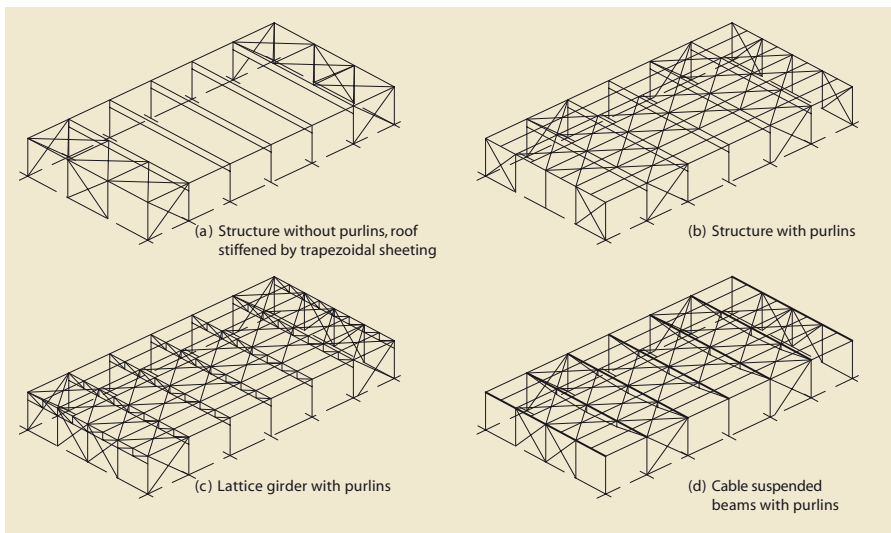 (a) Structure without purlins, roof
stiffened by trapezoidal sheeting
(b) Structure with purlins
(c) Lattice girder with purlins
(d) Cable suspended
beams with purlins